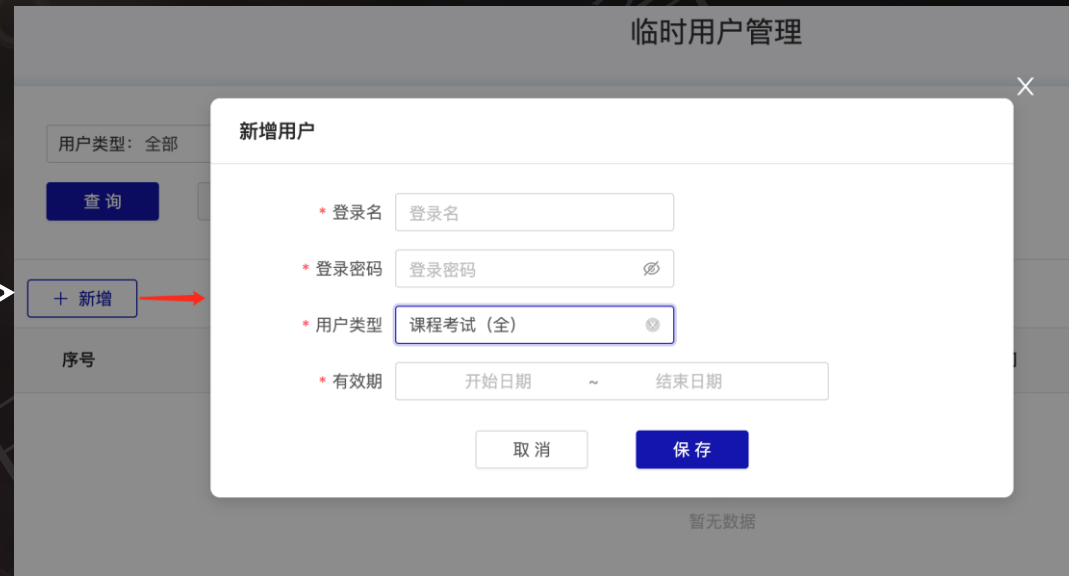 临时用户管理
用户类型：全部
查 询
新增用户
* 登录名 登录名
* 登录密码 登录密码
* 用户类型 课程考试（全）
* 有效期 开始日期 ~ 结束日期
取 消 保 存
+ 新增
序号
暂无数据